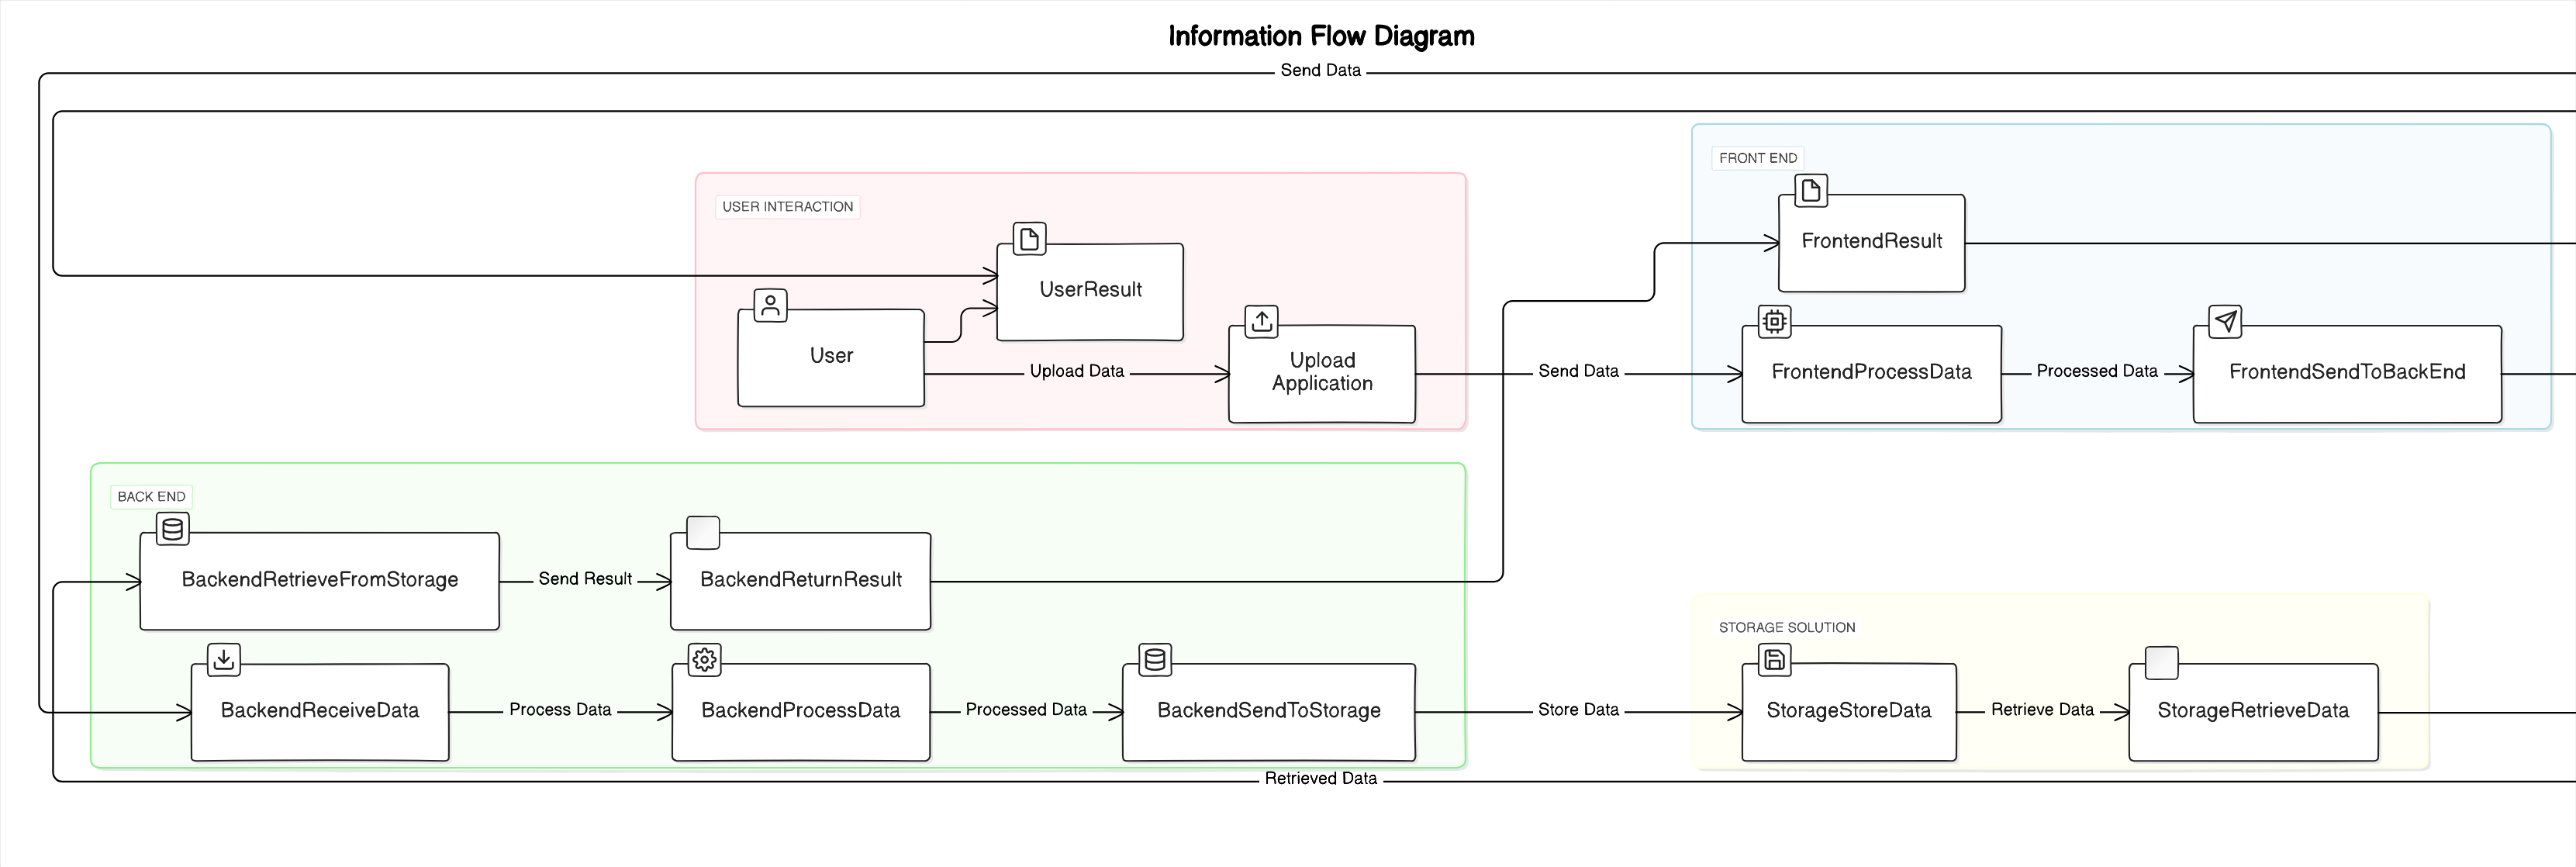 Information Flow Diagram
Send Data
FRONT END
USER INTERACTION
FrontendResult
UserResult
User
Upload Data
Upload
Application
Send Data
FrontendProcessData
Processed Data
FrontendSendToBackEnd
BACK END
BackendRetrieveFromStorage
Send Result
BackendReturnResult
STORAGE SOLUTION
BackendReceiveData
Process Data
BackendProcessData
Processed Data
BackendSendToStorage
Store Data
StorageStoreData
Retrieve Data
StorageRetrieveData
Retrieved Data